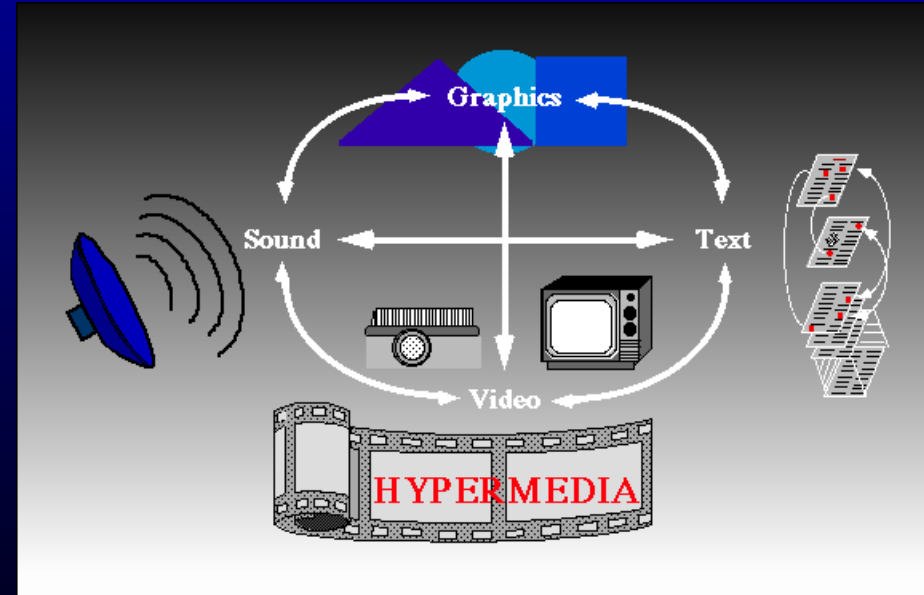 Graphics
Sound
Text
Video
HYPERMEDIA